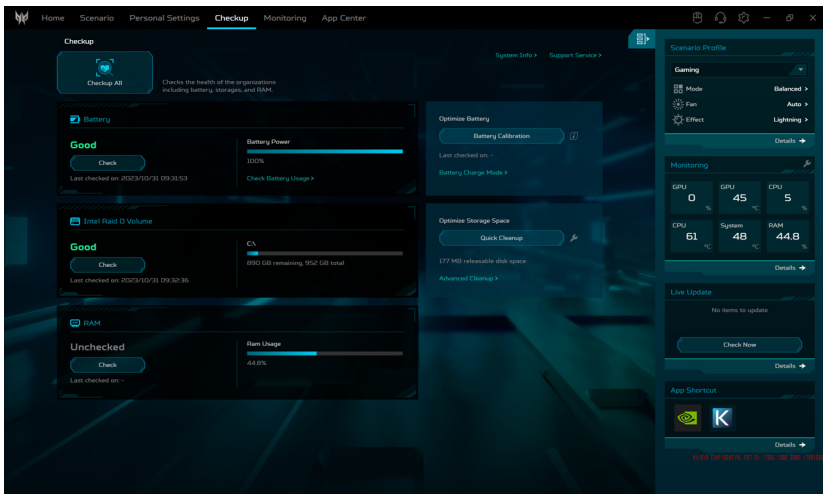 Home Scenario Personal Settings Checkup Monitoring App Center
Checkup
System Info > Support Service >
Checkup All
Checks the health of the organizations
including battery, storages, and RAM.
Battery
Good
Check
Last checked on: 2023/10/31 09:31:53
Battery Power
100%
Check Battery Usage >
Optimize Battery
Battery Calibration
Last checked on: -
Battery Charge Mode >
Intel Raid 0 Volume
Good
Check
Last checked on: 2023/10/31 09:32:36
C:\
890 GB remaining, 952 GB total
Optimize Storage Space
Quick Cleanup
177 MB releasable disk space
Advanced Cleanup >
RAM
Unchecked
Check
Last checked on: -
Ram Usage
44.8%
Scenario Profile
Gaming
Mode Balanced >
Fan Auto >
Effect Lightning >
Details →
Monitoring
GPU 0 %
GPU 45 °C
CPU 5 %
CPU 61 °C
System 48 °C
RAM 44.8 %
Details →
Live Update
No items to update
Check Now
Details →
App Shortcut
K
Details →